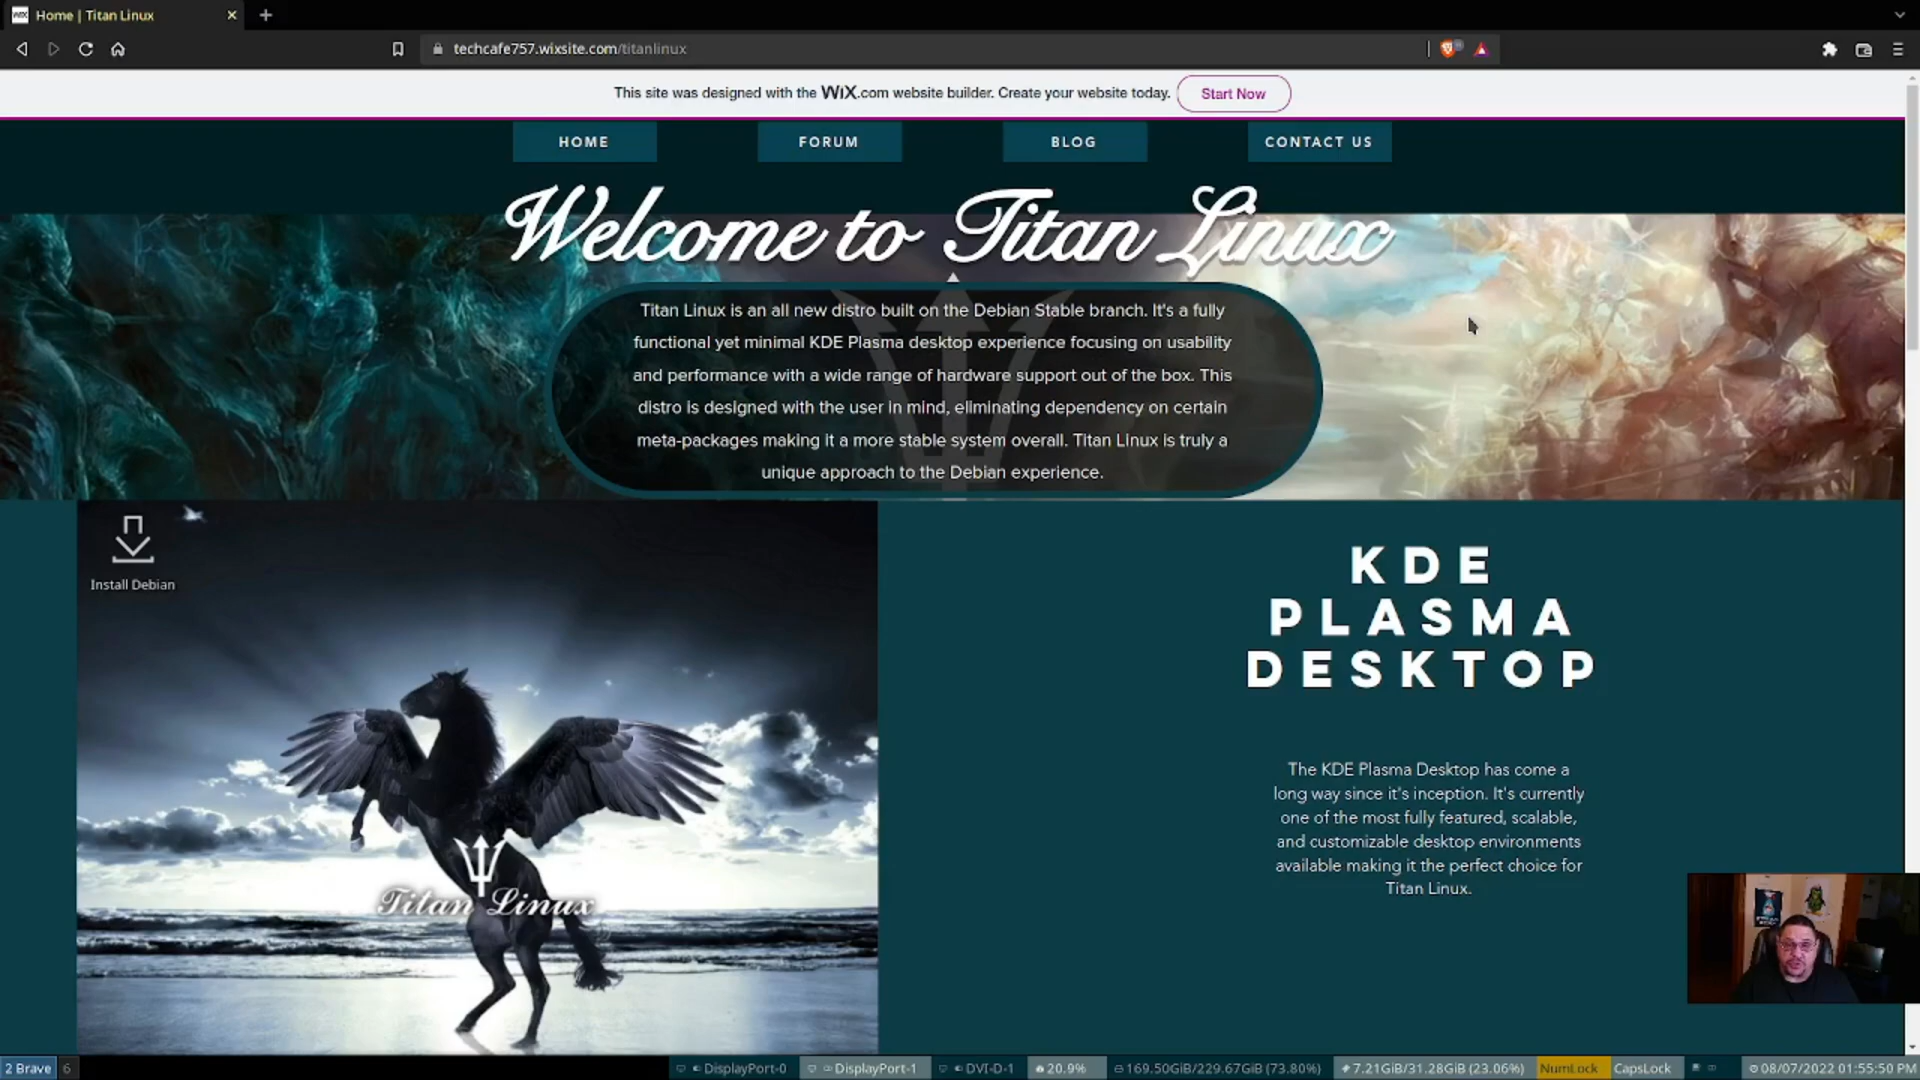 Home | Titan Linux
techcafe757.wixsite.com/titanlinux
This site was designed with the WiX.com website builder. Create your website today.
Start Now
HOME
FORUM
BLOG
CONTACT US
Welcome to Titan Linux
Titan Linux is an all new distro built on the Debian Stable branch. It's a fully
functional yet minimal KDE Plasma desktop experience focusing on usability
and performance with a wide range of hardware support out of the box. This
distro is designed with the user in mind, eliminating dependency on certain
meta-packages making it a more stable system overall. Titan Linux is truly a
unique approach to the Debian experience.
Install Debian
Titan Linux
KDE
PLASMA
DESKTOP
The KDE Plasma Desktop has come a
long way since it's inception. It's currently
one of the most fully featured, scalable,
and customizable desktop environments
available making it the perfect choice for
Titan Linux.
2 Brave
6
DisplayPort-0
DisplayPort-1
DVI-D-1
20.9%
169.50GiB/229.67GiB (73.80%)
7.21GiB/31.28GiB (23.06%)
NumLock
CapsLock
08/07/2022 01:55:50 PM